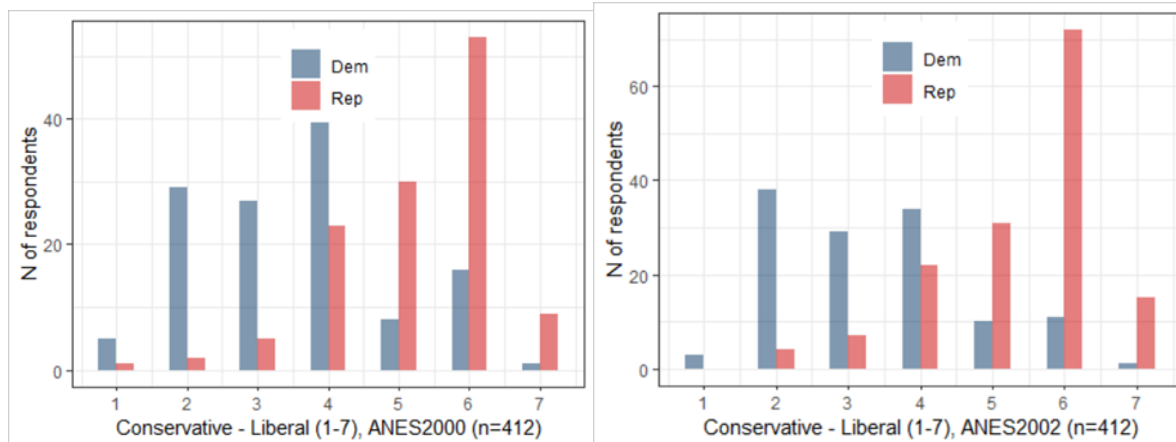 N of respondents
40
20
0
Dem
Rep
1 2 3 4 5 6 7
Conservative - Liberal (1-7), ANES2000 (n=412)
N of respondents
60
40
20
0
Dem
Rep
1 2 3 4 5 6 7
Conservative - Liberal (1-7), ANES2002 (n=412)